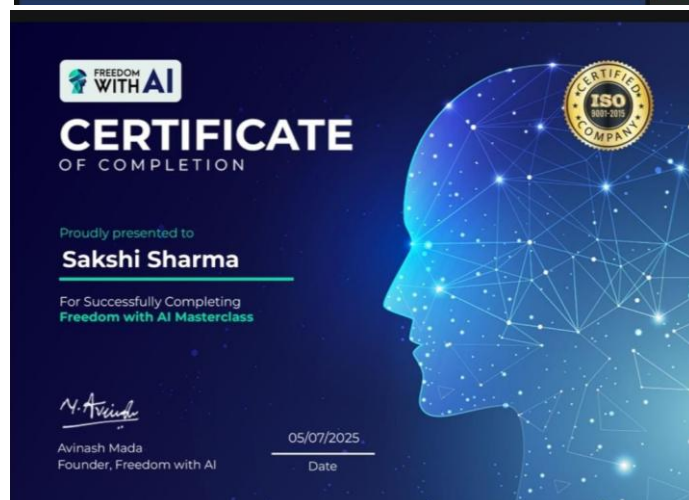 FREEDOM
WITH AI
CERTIFIED
ISO
9001-2015
COMPANY
CERTIFICATE
OF COMPLETION
Proudly presented to
Sakshi Sharma
For Successfully Completing
Freedom with AI Masterclass
Avinash Mada
Founder, Freedom with AI
05/07/2025
Date